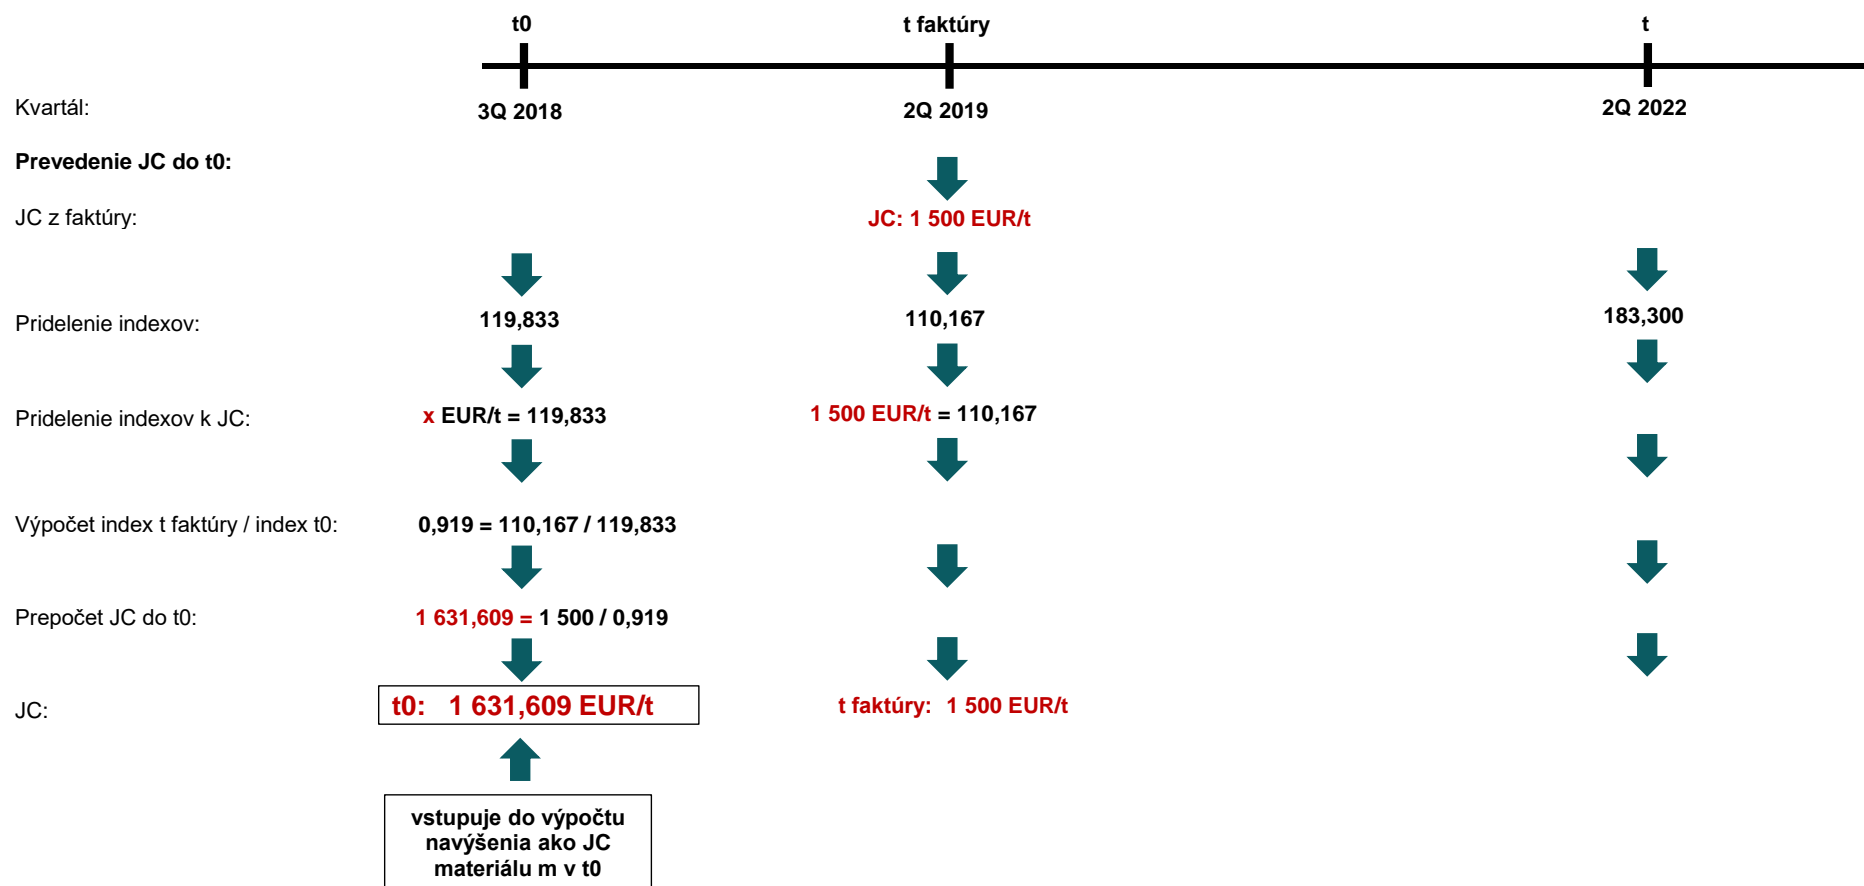 t0 t faktúry t
Kvartál: 3Q 2018 2Q 2019 2Q 2022
Prevedenie JC do t0:
JC z faktúry: JC: 1 500 EUR/t
Pridelenie indexov: 119,833 110,167 183,300
Pridelenie indexov k JC: x EUR/t = 119,833 1 500 EUR/t = 110,167
Výpočet index t faktúry / index t0: 0,919 = 110,167 / 119,833
Prepočet JC do t0: 1 631,609 = 1 500 / 0,919
JC: t0: 1 631,609 EUR/t t faktúry: 1 500 EUR/t
vstupuje do výpočtu
navýšenia ako JC
materiálu m v t0